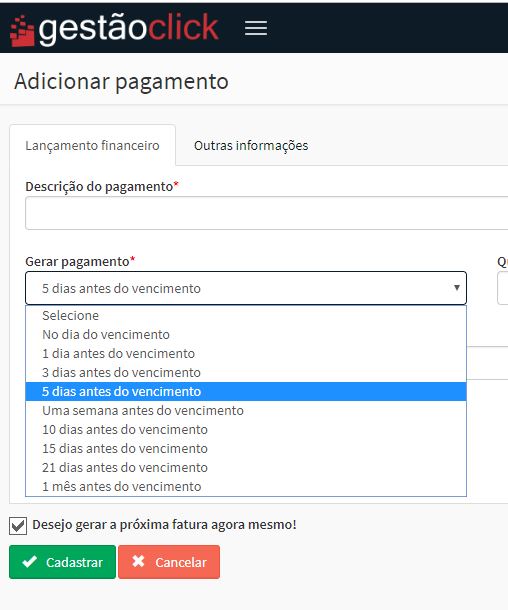 gestãoclick
Adicionar pagamento
Lançamento financeiro
Outras informações
Descrição do pagamento*
Gerar pagamento*
5 dias antes do vencimento
Selecione
No dia do vencimento
1 dia antes do vencimento
3 dias antes do vencimento
5 dias antes do vencimento
Uma semana antes do vencimento
10 dias antes do vencimento
15 dias antes do vencimento
21 dias antes do vencimento
1 mês antes do vencimento
Desejo gerar a próxima fatura agora mesmo!
Cadastrar
Cancelar